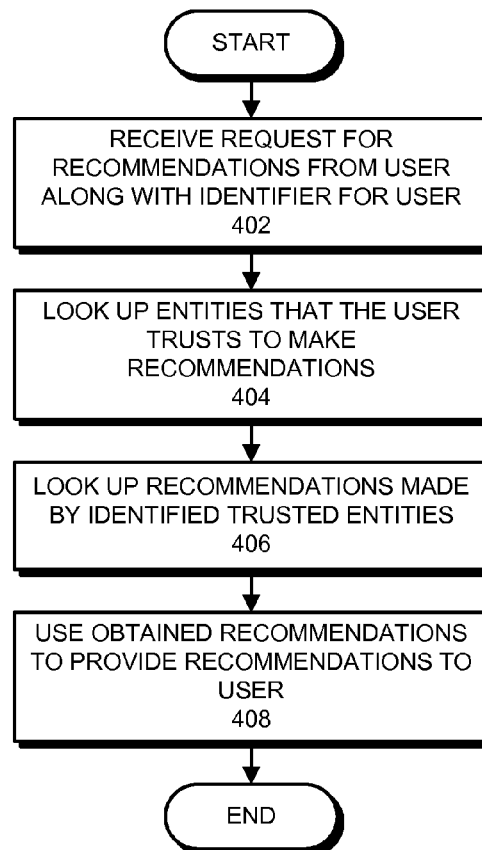 START
RECEIVE REQUEST FOR
RECOMMENDATIONS FROM USER
ALONG WITH IDENTIFIER FOR USER
402
LOOK UP ENTITIES THAT THE USER
TRUSTS TO MAKE
RECOMMENDATIONS
404
LOOK UP RECOMMENDATIONS MADE
BY IDENTIFIED TRUSTED ENTITIES
406
USE OBTAINED RECOMMENDATIONS
TO PROVIDE RECOMMENDATIONS TO
USER
408
END